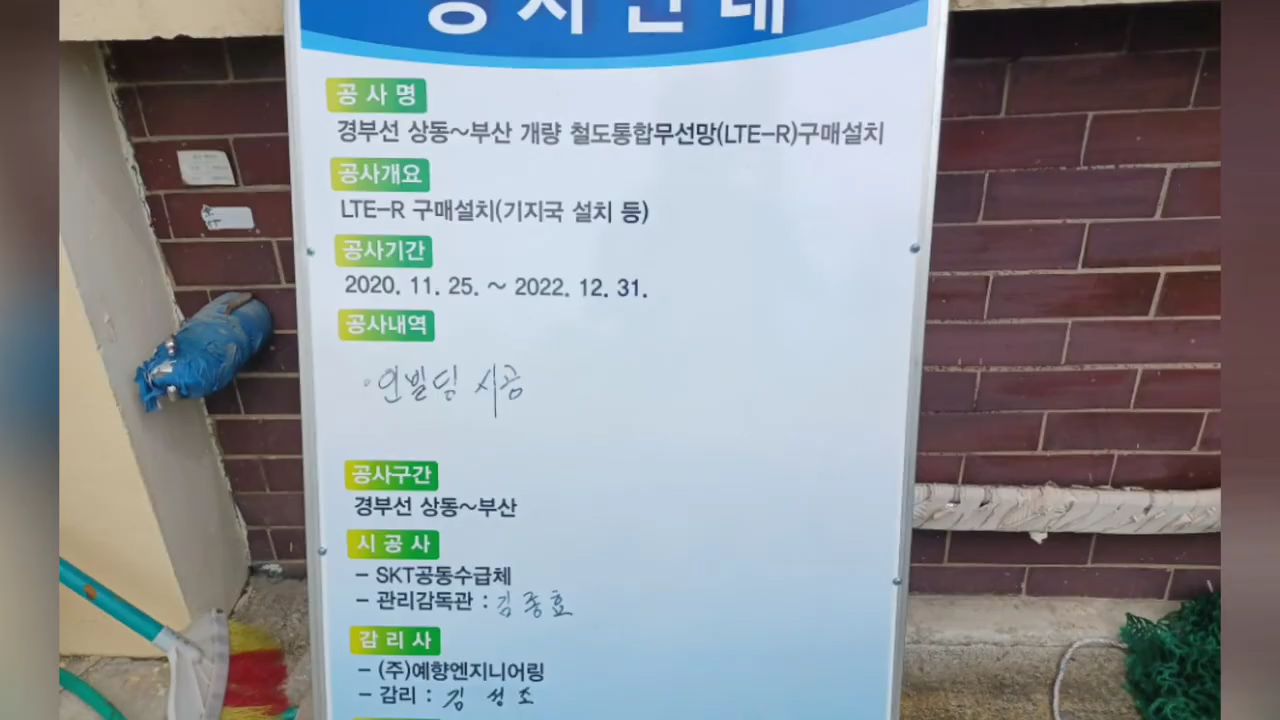 공사안내
공 사 명
경부선 상동~부산 개량 철도통합무선망(LTE-R)구매설치
공사개요
LTE-R 구매설치(기지국 설치 등)
공사기간
2020. 11. 25. ~ 2022. 12. 31.
공사내역
· 인빌딩 시공
공사구간
경부선 상동~부산
시 공 사
- SKT공동수급체
- 관리감독관 : 김종효
감 리 사
- (주)예향엔지니어링
- 감리 : 김 성 조